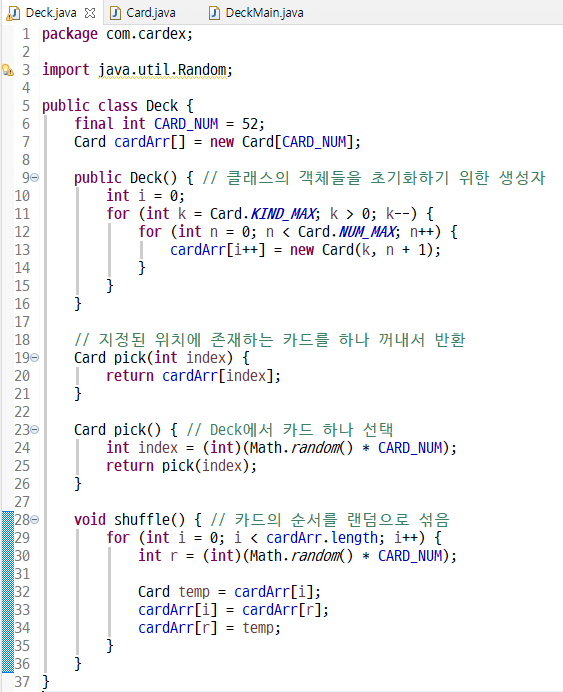 Deck.java Card.java DeckMain.java
1 package com.cardex;
2
3 import java.util.Random;
4
5 public class Deck {
6     final int CARD_NUM = 52;
7     Card cardArr[] = new Card[CARD_NUM];
8
9     public Deck() { // 클래스의 객체들을 초기화하기 위한 생성자
10         int i = 0;
11         for (int k = Card.KIND_MAX; k > 0; k--) {
12             for (int n = 0; n < Card.NUM_MAX; n++) {
13                 cardArr[i++] = new Card(k, n + 1);
14             }
15         }
16     }
17
18     // 지정된 위치에 존재하는 카드를 하나 꺼내서 반환
19     Card pick(int index) {
20         return cardArr[index];
21     }
22
23     Card pick() { // Deck에서 카드 하나 선택
24         int index = (int)(Math.random() * CARD_NUM);
25         return pick(index);
26     }
27
28     void shuffle() { // 카드의 순서를 랜덤으로 섞음
29         for (int i = 0; i < cardArr.length; i++) {
30             int r = (int)(Math.random() * CARD_NUM);
31
32             Card temp = cardArr[i];
33             cardArr[i] = cardArr[r];
34             cardArr[r] = temp;
35         }
36     }
37 }